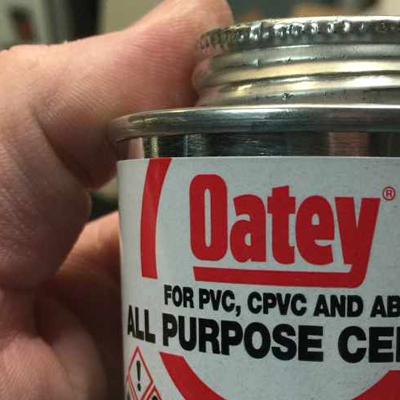 Oatey®
FOR PVC, CPVC AND AB
ALL PURPOSE CE